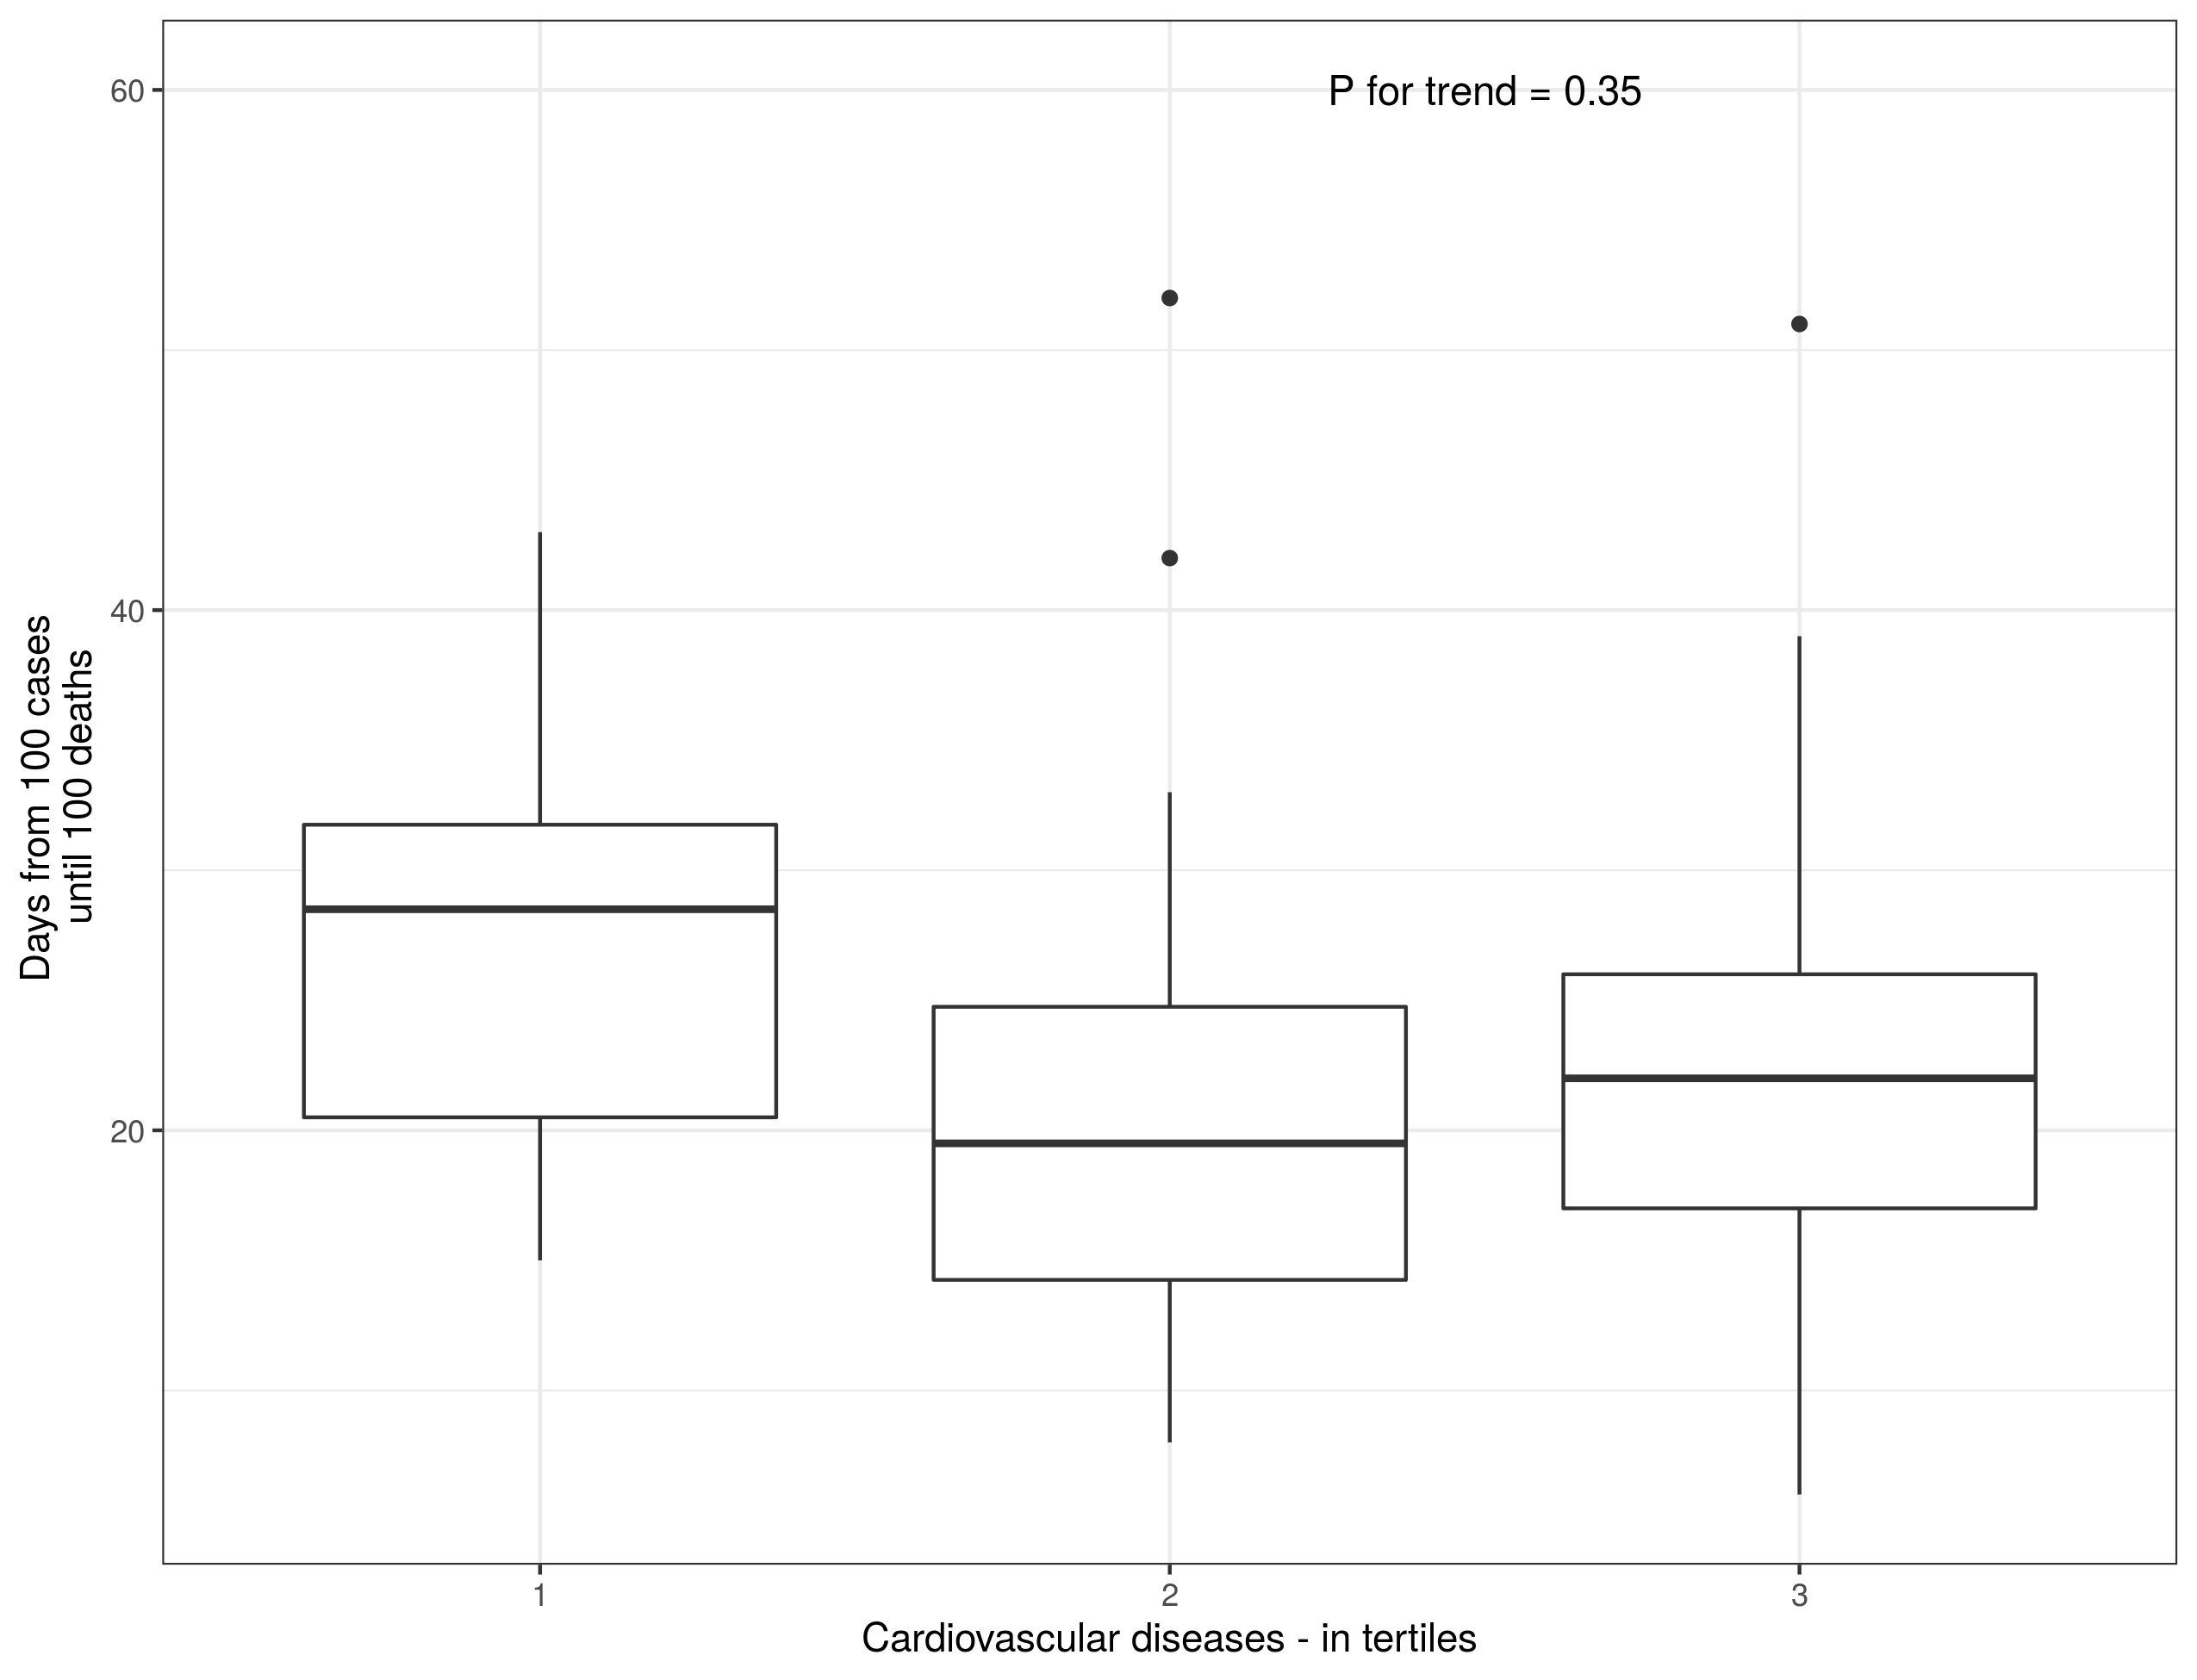 P for trend = 0.35
60
40
20
Days from 100 cases
until 100 deaths
1
2
3
Cardiovascular diseases - in tertiles